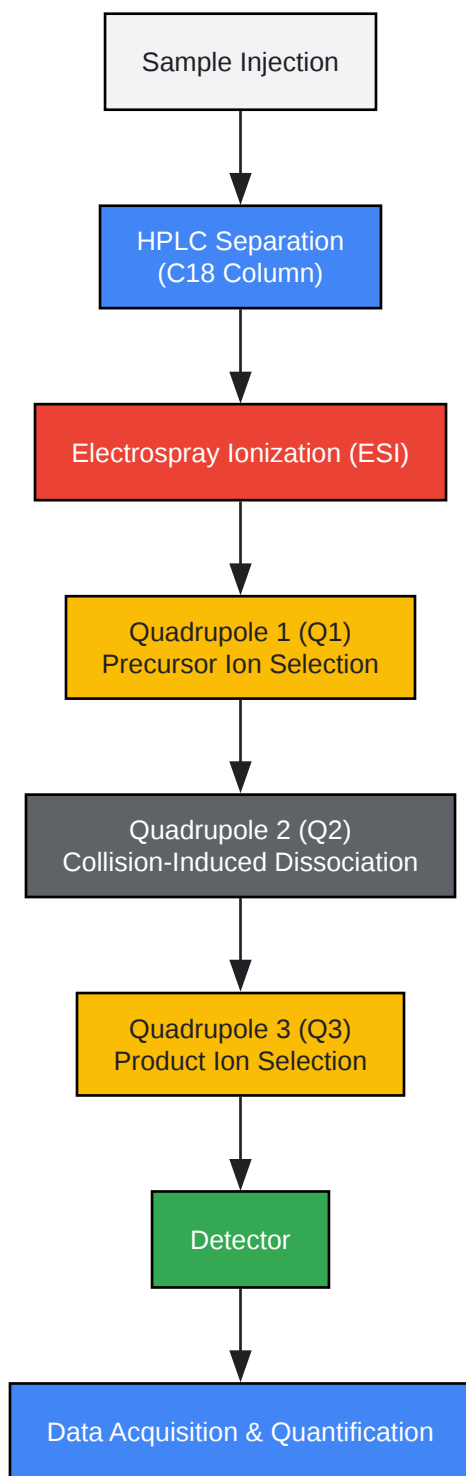 Sample Injection
HPLC Separation
(C18 Column)
Electrospray Ionization (ESI)
Quadrupole 1 (Q1)
Precursor Ion Selection
Quadrupole 2 (Q2)
Collision-Induced Dissociation
Quadrupole 3 (Q3)
Product Ion Selection
Detector
Data Acquisition & Quantification